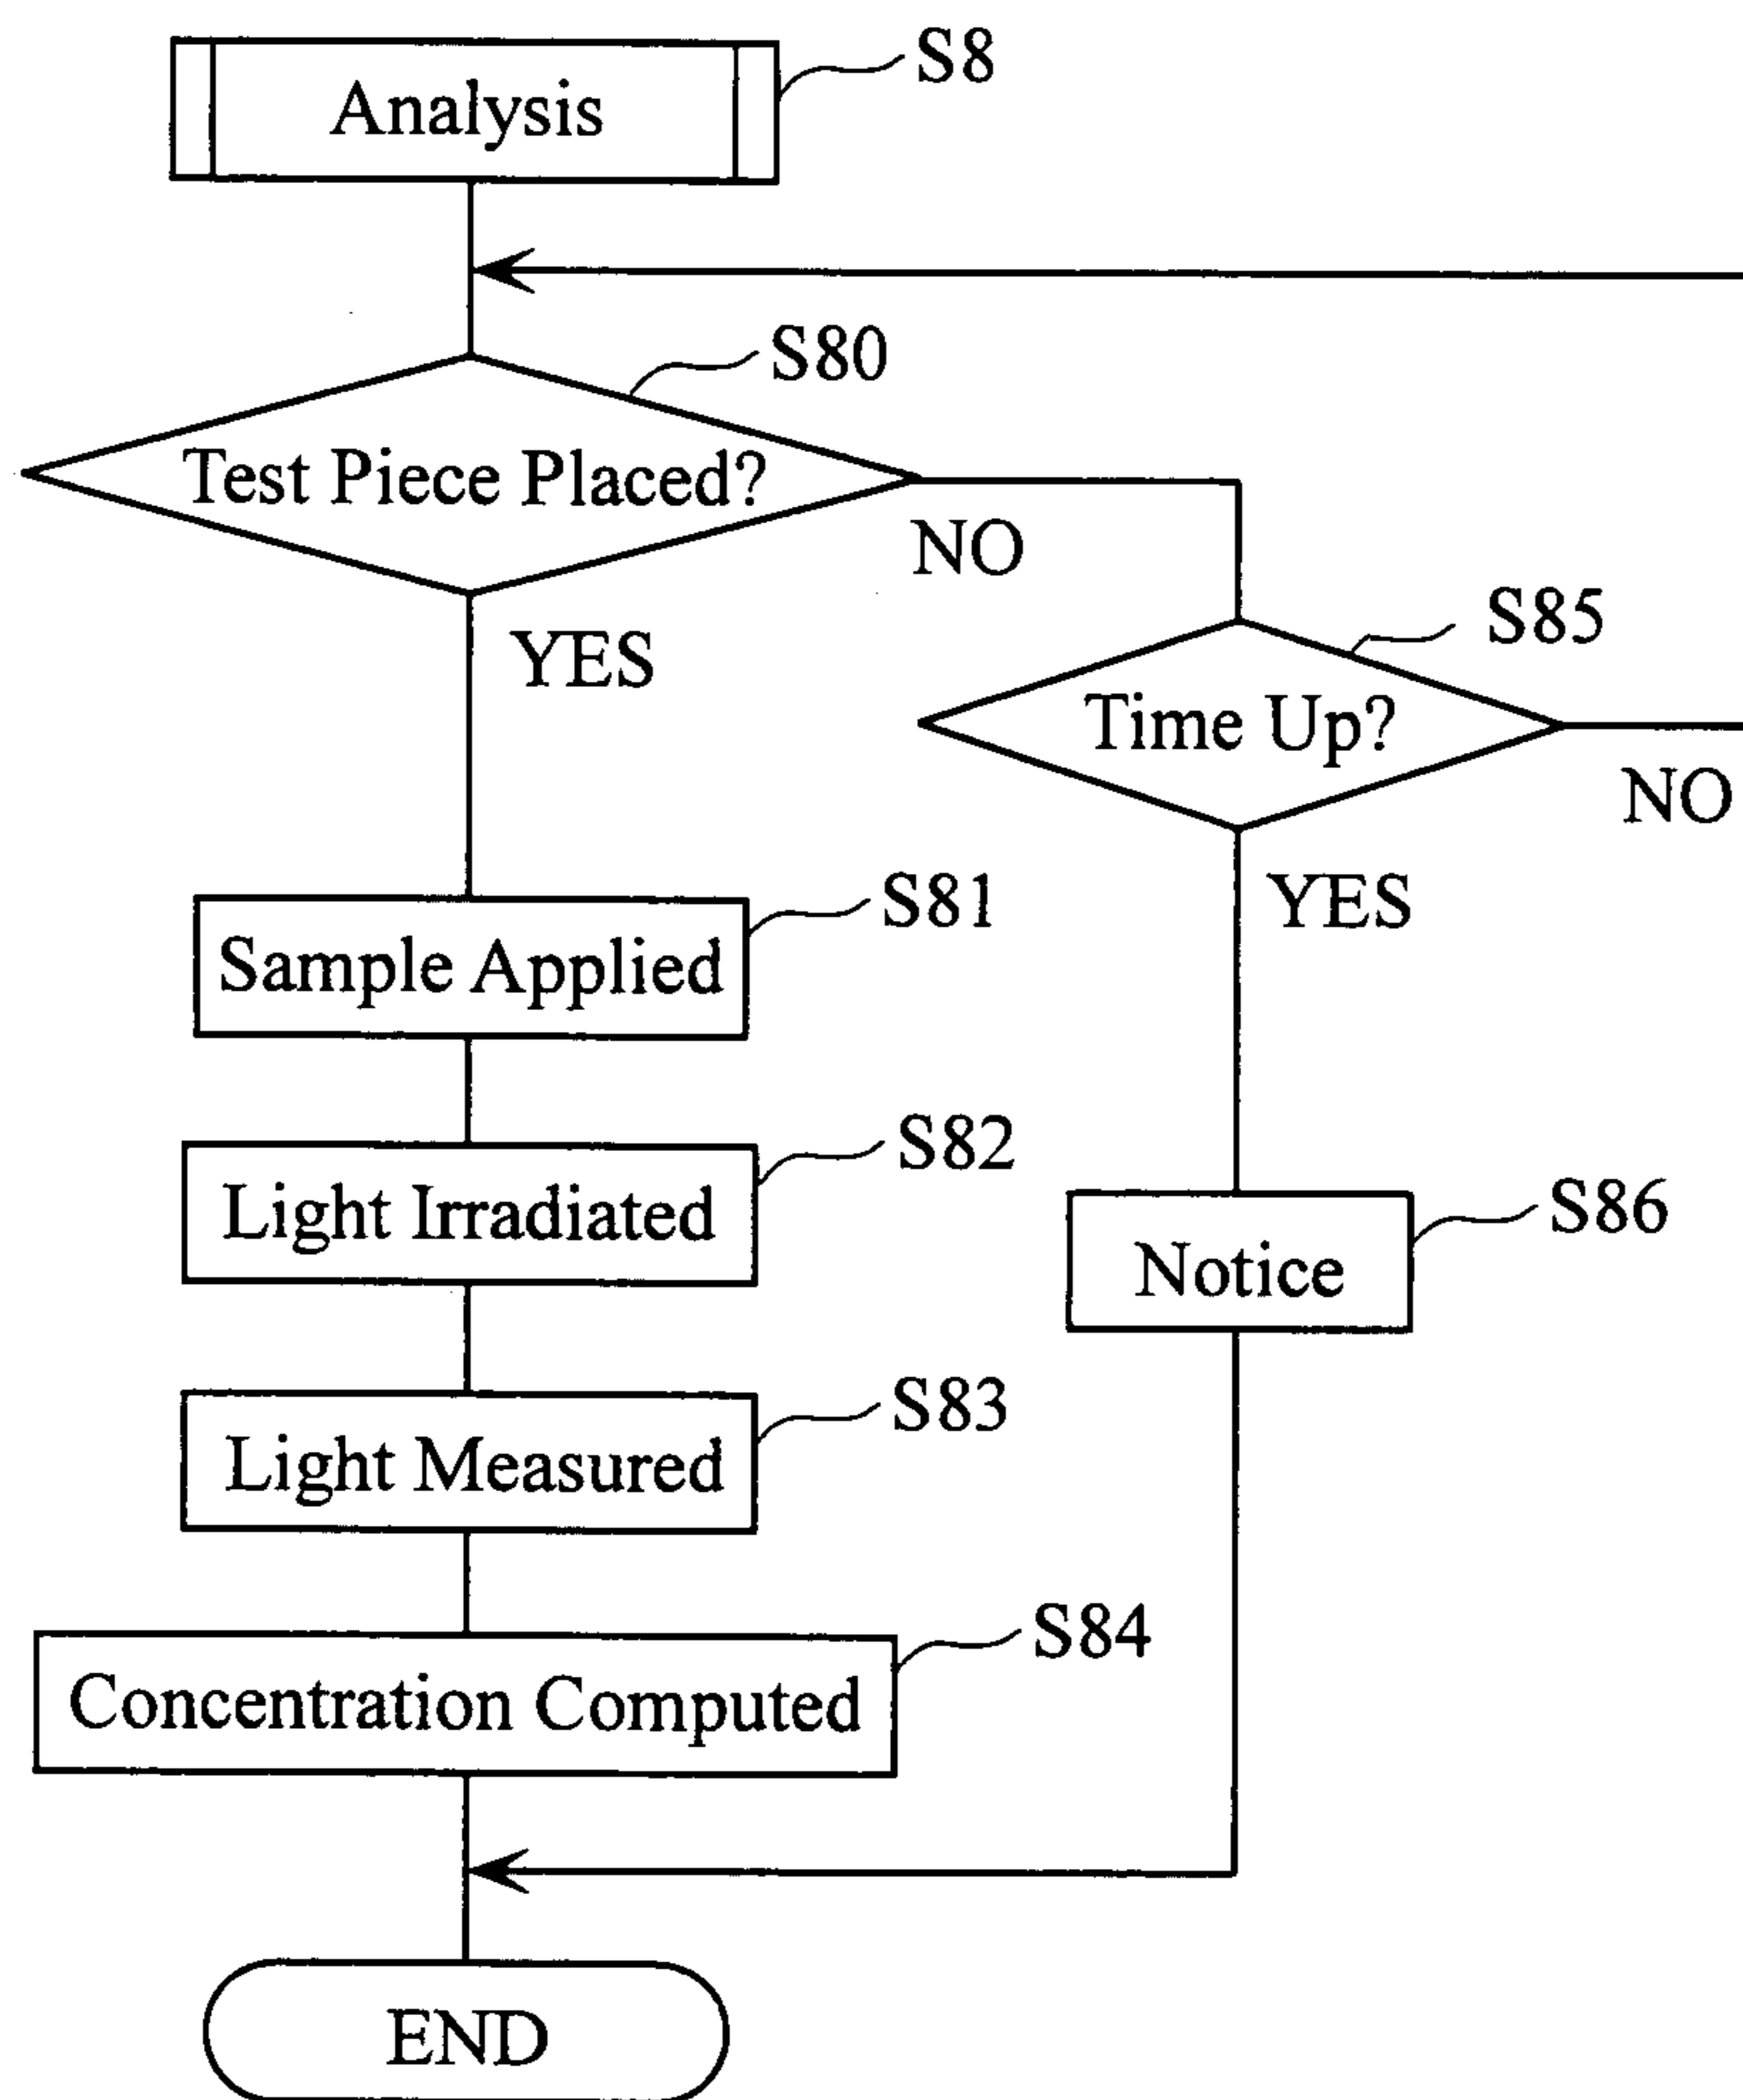 Analysis
S8
S80
Test Piece Placed?
NO
YES
S85
Time Up?
NO
YES
S81
Sample Applied
S82
Light Irradiated
S86
Notice
S83
Light Measured
S84
Concentration Computed
END